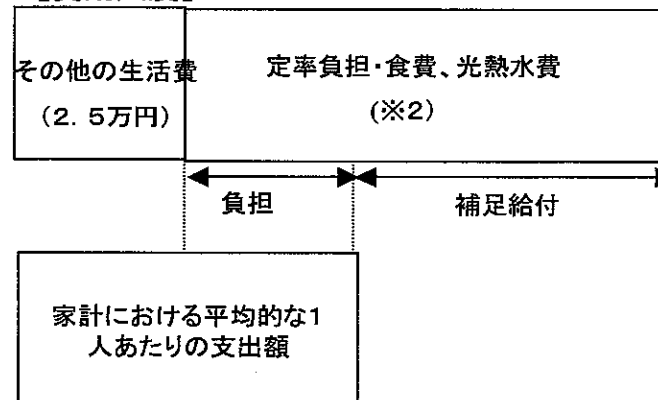 その他の生活費
(2.5万円)
定率負担・食費、光熱水費
(※2)
負担
補足給付
家計における平均的な1
人あたりの支出額